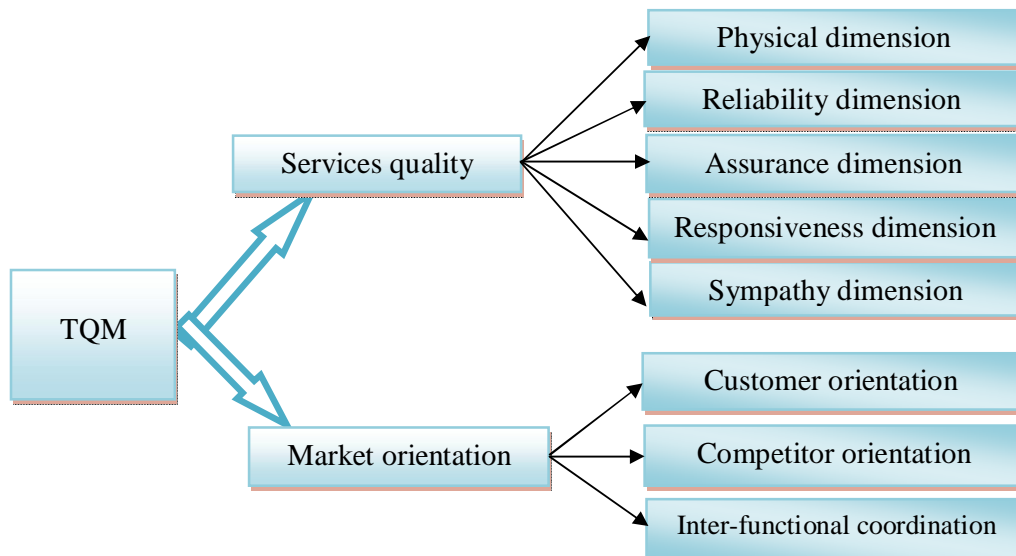 Physical dimension
Reliability dimension
Services quality
Assurance dimension
Responsiveness dimension
Sympathy dimension
TQM
Customer orientation
Market orientation
Competitor orientation
Inter-functional coordination